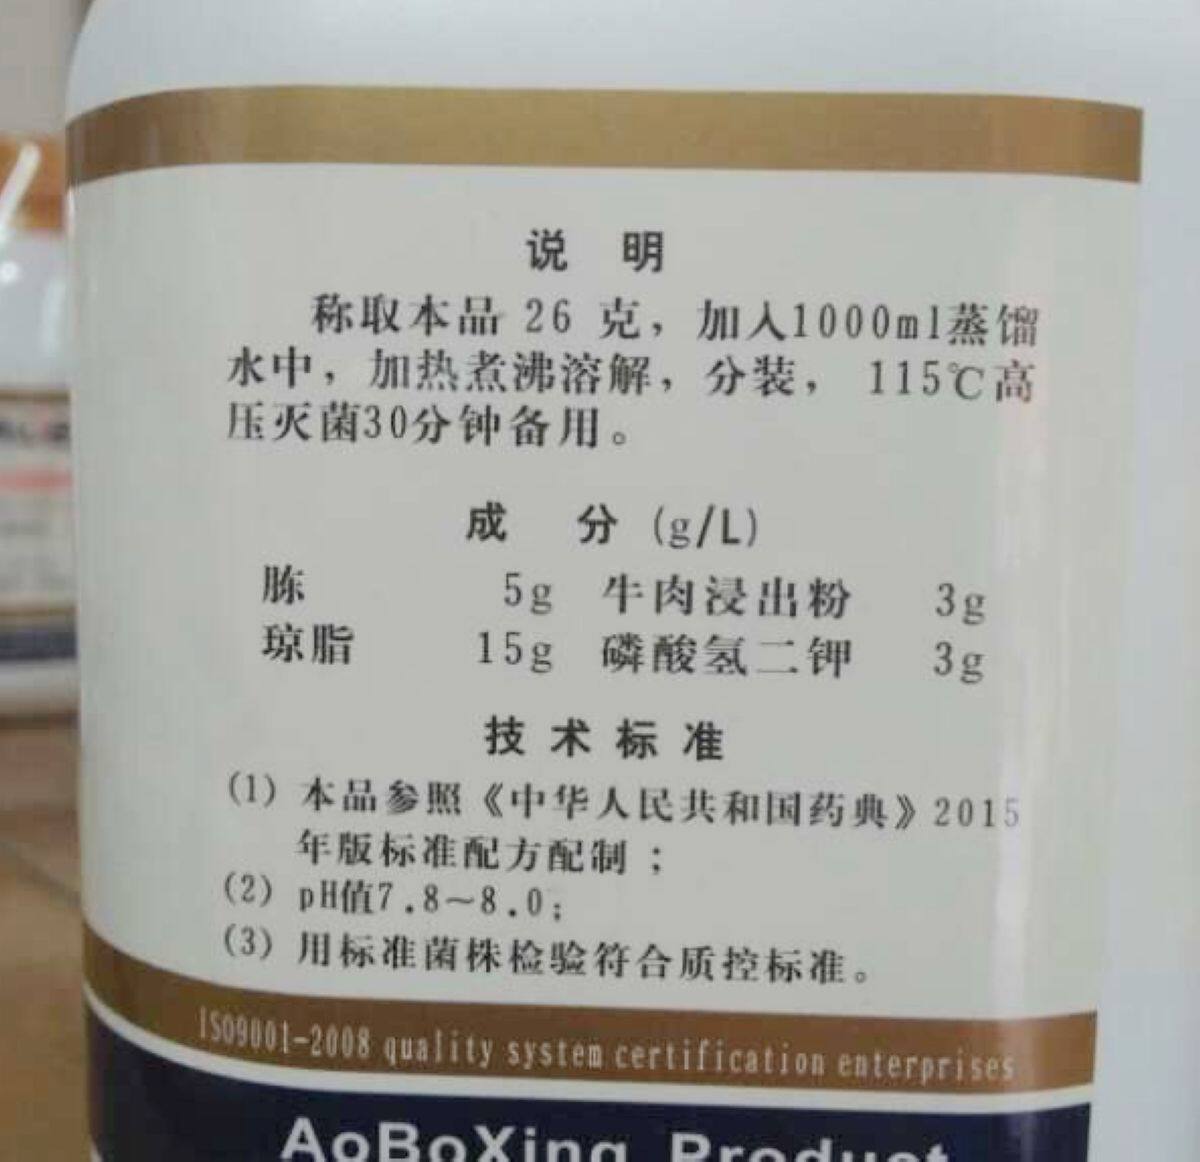 说 明
称取本品 26 克，加入1000ml蒸馏
水中，加热煮沸溶解，分装， 115℃高
压灭菌30分钟备用。
成 分 (g/L)
胨 5g 牛肉浸出粉 3g
琼脂 15g 磷酸氢二钾 3g
技术标准
(1) 本品参照《中华人民共和国药典》2015
年版标准配方配制；
(2) pH值7.8~8.0;
(3) 用标准菌株检验符合质控标准。
ISO9001-2008 quality system certification enterprises
AoBoXing Product